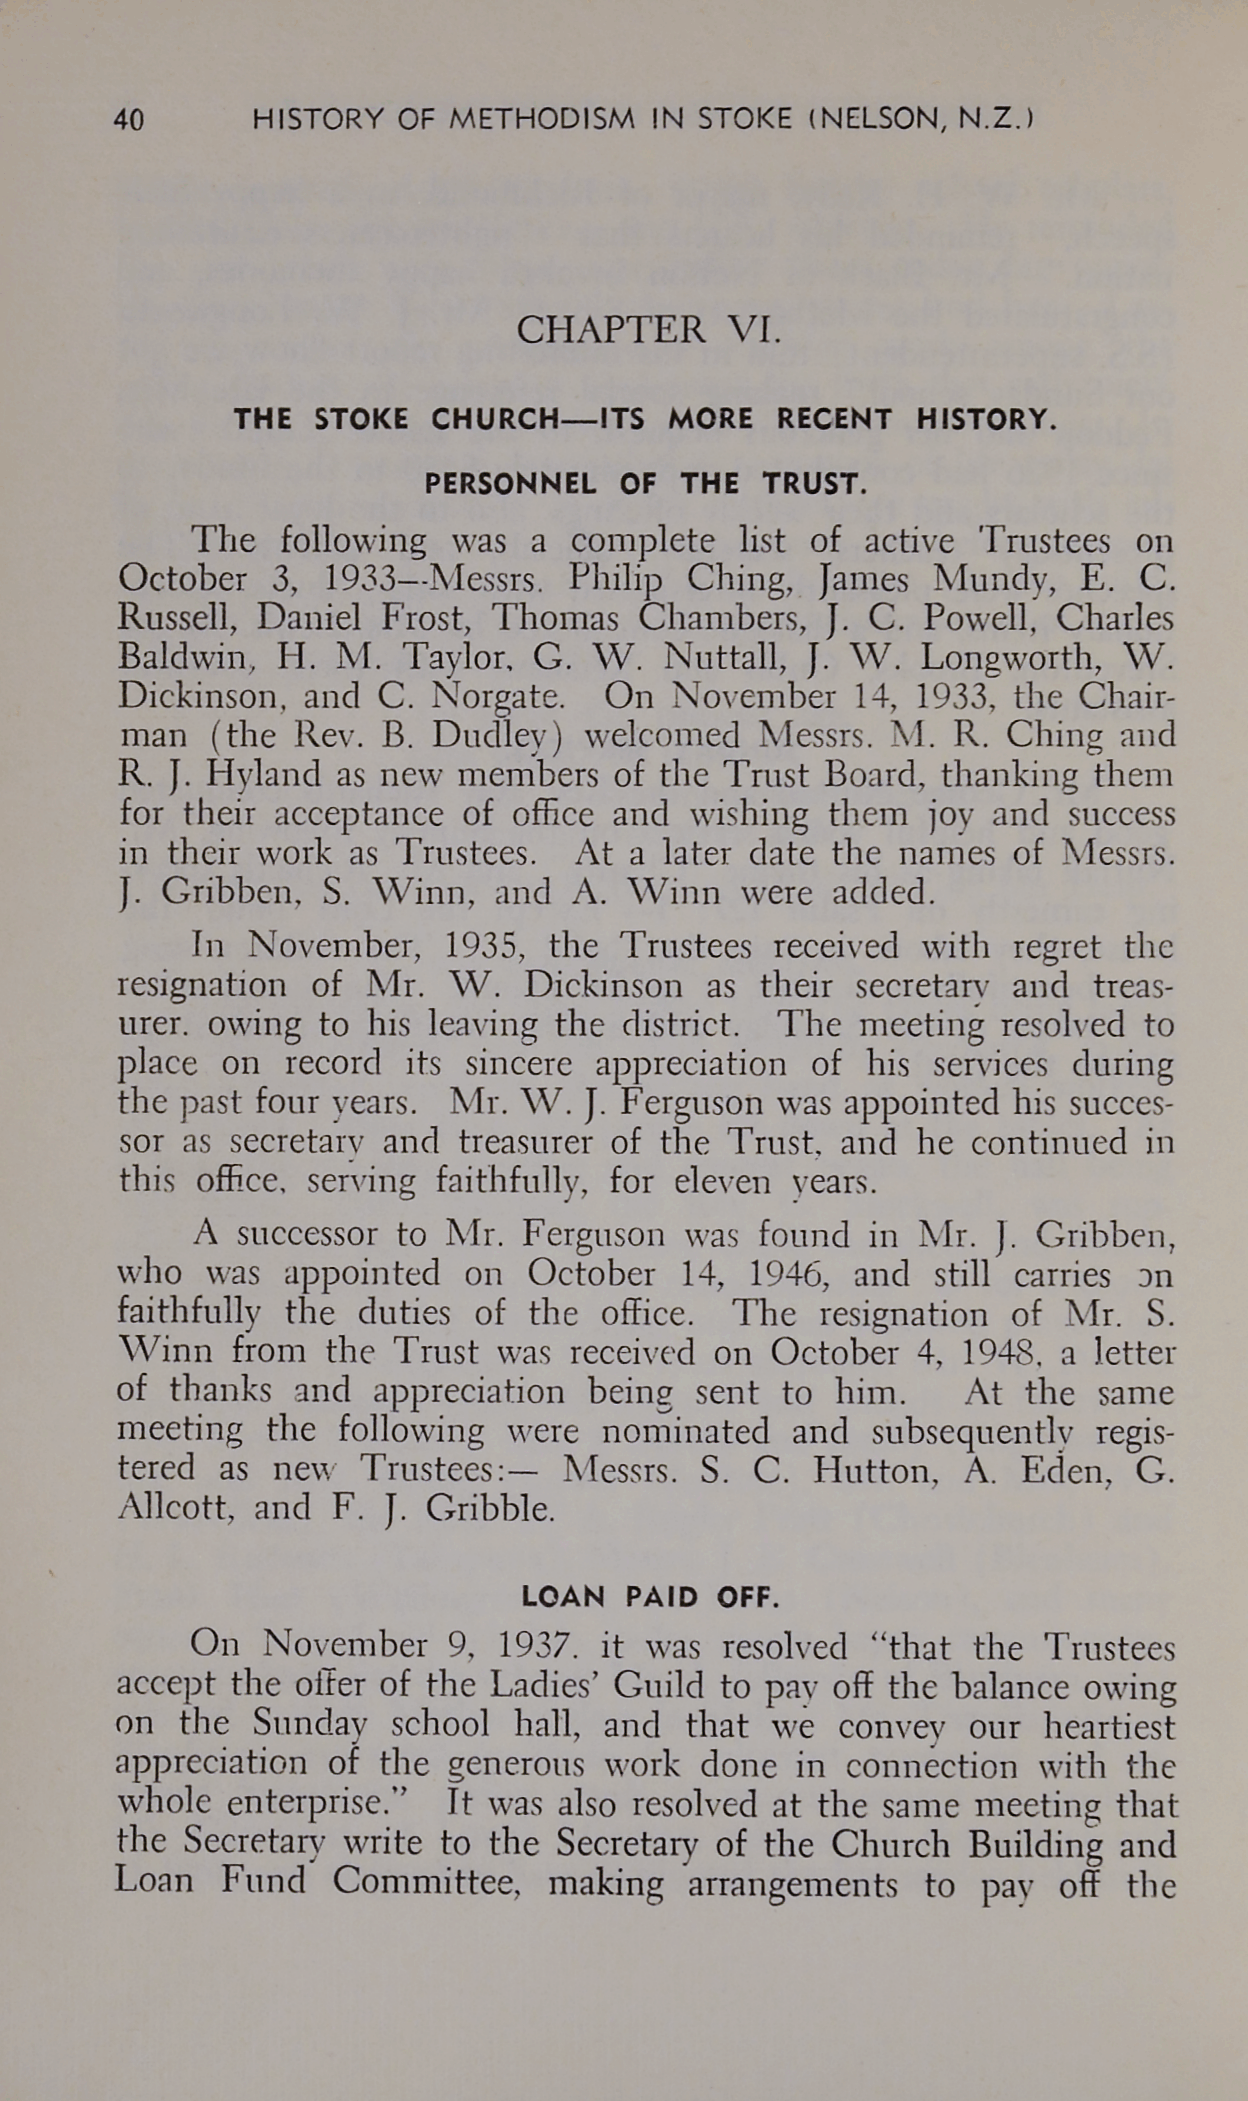 40 HISTORY OF METHODISM IN STOKE (NELSON, N.Z.)
CHAPTER VI.
THE STOKE CHURCH—ITS MORE RECENT HISTORY.
PERSONNEL OF THE TRUST.
The following was a complete list of active Trustees on
October 3, 1933—-Messrs. Philip Ching, James Mundy, E. C.
Russell, Daniel Frost, Thomas Chambers, J. C. Powell, Charles
Baldwin, H. M. Taylor, G. W. Nuttall, J. W. Longworth, W.
Dickinson, and C. Norgate. On November 14, 1933, the Chair-
man (the Rev. B. Dudley) welcomed Messrs. M. R. Ching and
R. J. Hyland as new members of the Trust Board, thanking them
for their acceptance of office and wishing them joy and success
in their work as Trustees. At a later date the names of Messrs.
J. Gribben, S. Winn, and A. Winn were added.
In November, 1935, the Trustees received with regret the
resignation of Mr. W. Dickinson as their secretary and treas-
urer. owing to his leaving the district. The meeting resolved to
place on record its sincere appreciation of his services during
the past four years. Mr. W. J. Ferguson was appointed his succes-
sor as secretary and treasurer of the Trust, and he continued in
this office, serving faithfully, for eleven years.
A successor to Mr. Ferguson was found in Mr. J. Gribben,
who was appointed on October 14, 1946, and still carries on
faithfully the duties of the office. The resignation of Mr. S.
Winn from the Trust was received on October 4, 1948, a letter
of thanks and appreciation being sent to him. At the same
meeting the following were nominated and subsequently regis-
tered as new Trustees:— Messrs. S. C. Hutton, A. Eden, G.
Allcott, and F. J. Gribble.
LOAN PAID OFF.
On November 9, 1937. it was resolved “that the Trustees
accept the offer of the Ladies’ Guild to pay off the balance owing
on the Sunday school hall, and that we convey our heartiest
appreciation of the generous work done in connection with the
whole enterprise.” It was also resolved at the same meeting that
the Secretary write to the Secretary of the Church Building and
Loan Fund Committee, making arrangements to pay off the